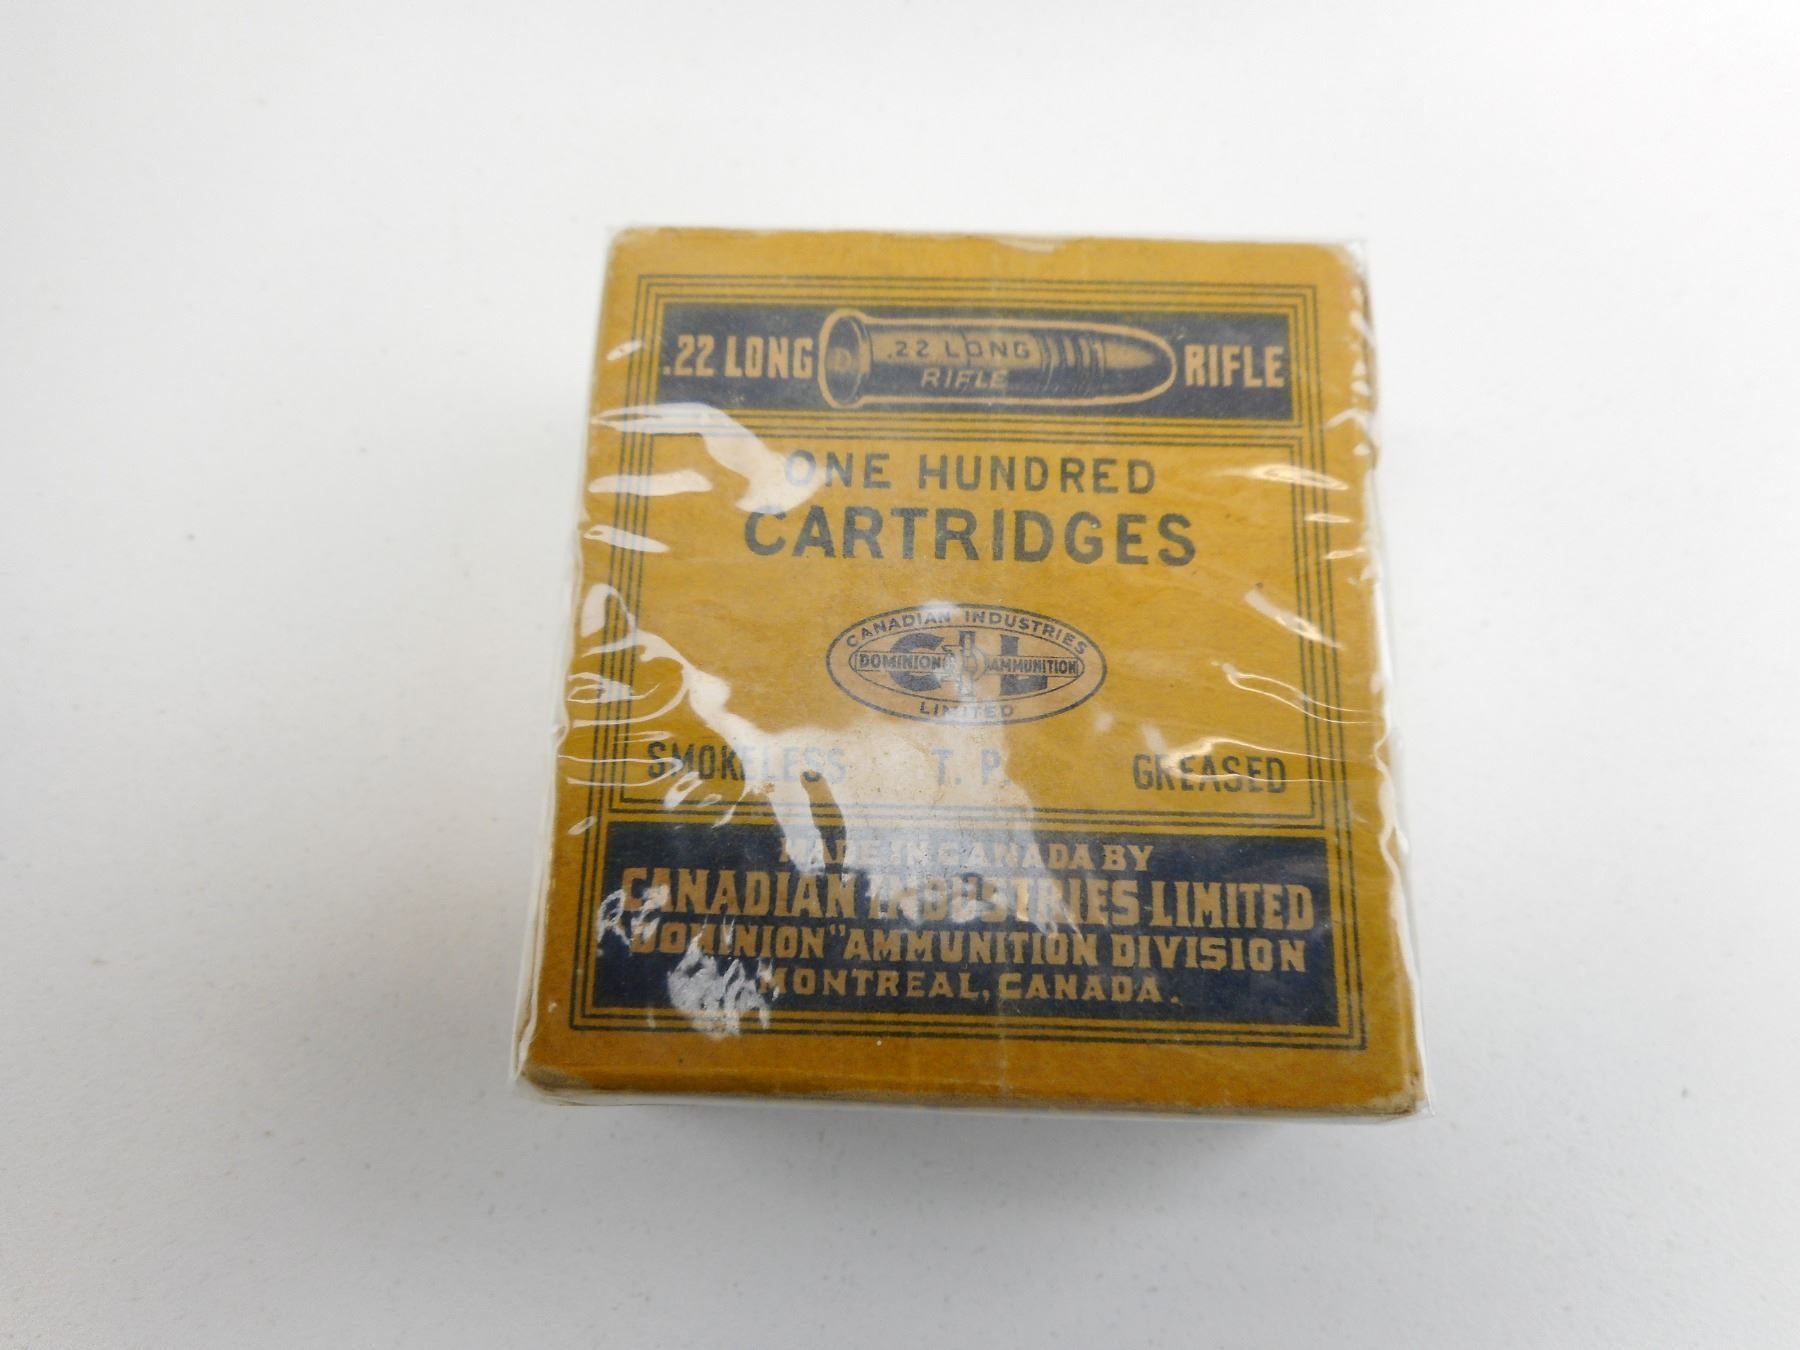 .22 LONG RIFLE
D .22 LONG
RIFLE
ONE HUNDRED
CARTRIDGES
CANADIAN INDUSTRIES
C I L
DOMINION D AMMUNITION
LIMITED
SMOKELESS T. P. GREASED
MADE IN CANADA BY
CANADIAN INDUSTRIES LIMITED
"DOMINION" AMMUNITION DIVISION
MONTREAL, CANADA.